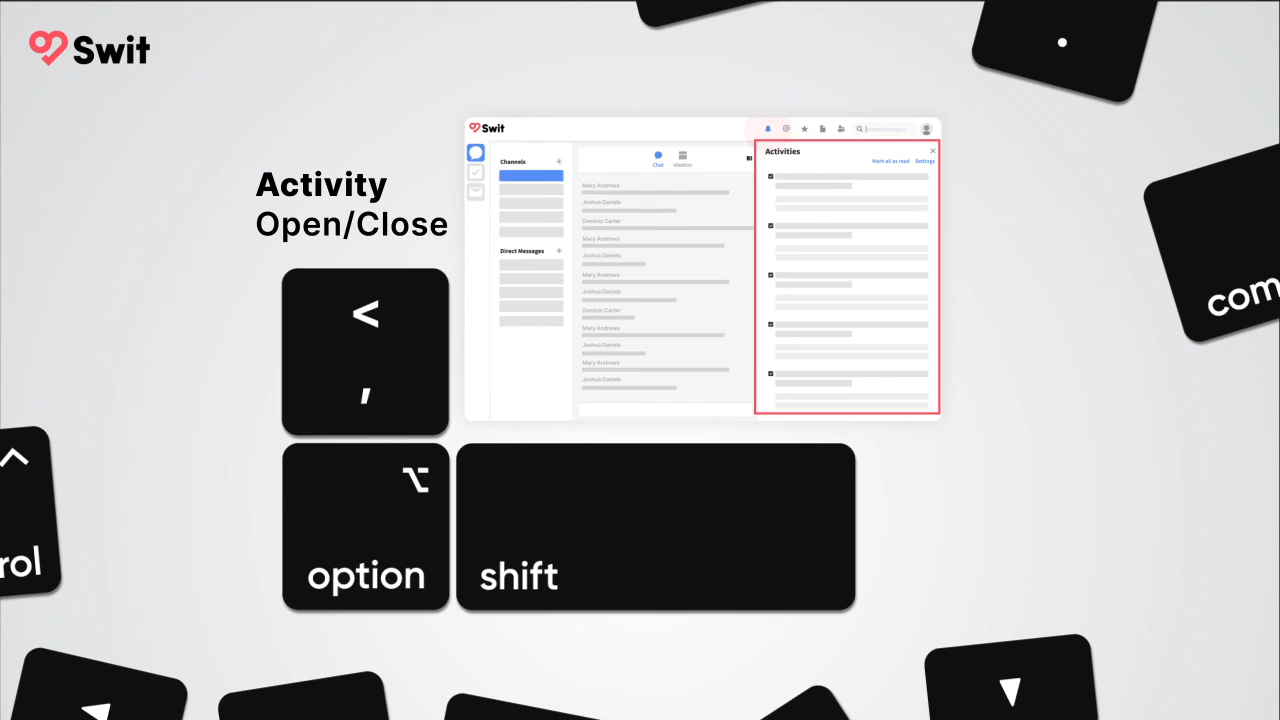 Swit
Activity
Open/Close
<
,
option
shift
com
rol
Swit
Channels
Direct Messages
Chat
Ideation
Mary Andrews
Joshua Daniels
Dominic Carter
Mary Andrews
Joshua Daniels
Mary Andrews
Joshua Daniels
Dominic Carter
Mary Andrews
Joshua Daniels
Mary Andrews
Joshua Daniels
Activities
Mark all as read Settings